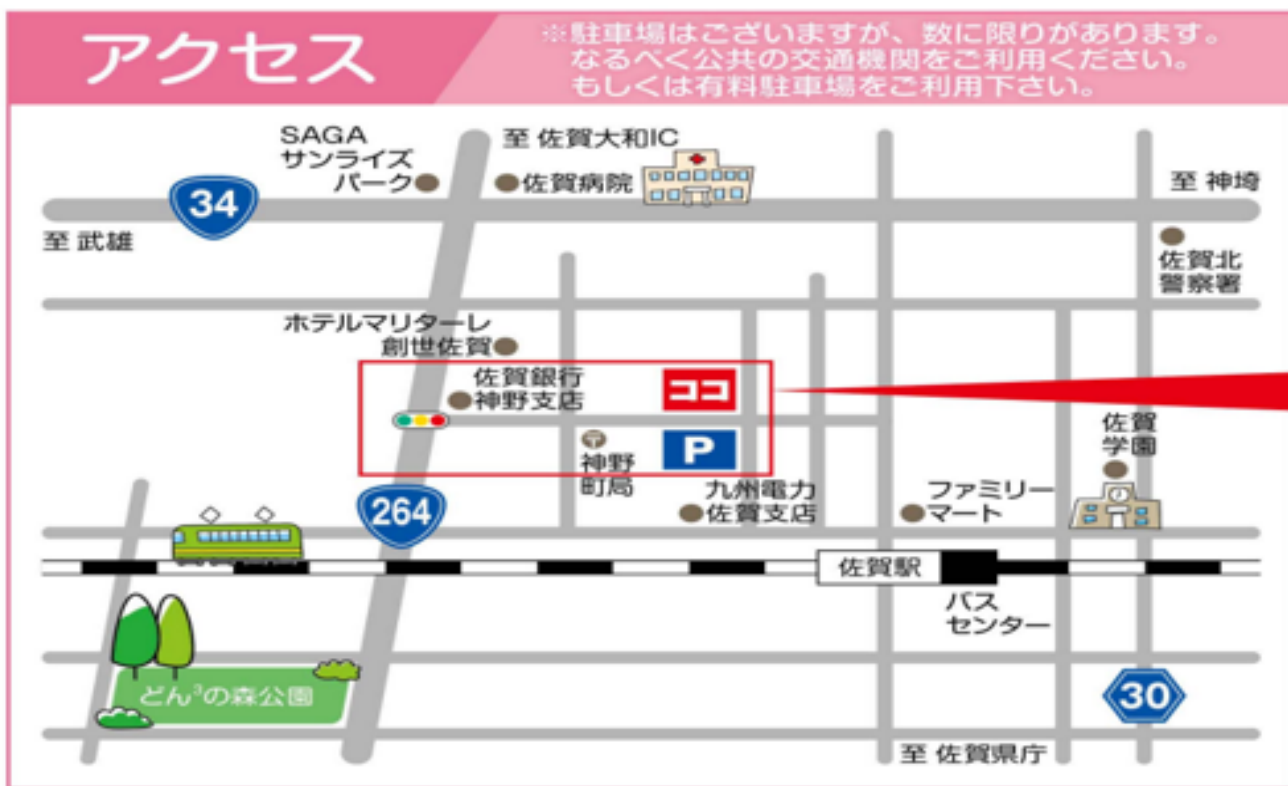 アクセス
※駐車場はございますが、数に限りがあります。
なるべく公共の交通機関をご利用ください。
もしくは有料駐車場をご利用下さい。
SAGA
サンライズ
パーク
至 佐賀大和IC
佐賀病院
34
至 武雄
至 神埼
佐賀北
警察署
ホテルマリターレ
創世佐賀
佐賀銀行
神野支店
ココ
P
〒
神野
町局
佐賀
学園
264
九州電力
佐賀支店
ファミリー
マート
佐賀駅
バス
センター
どん³の森公園
30
至 佐賀県庁